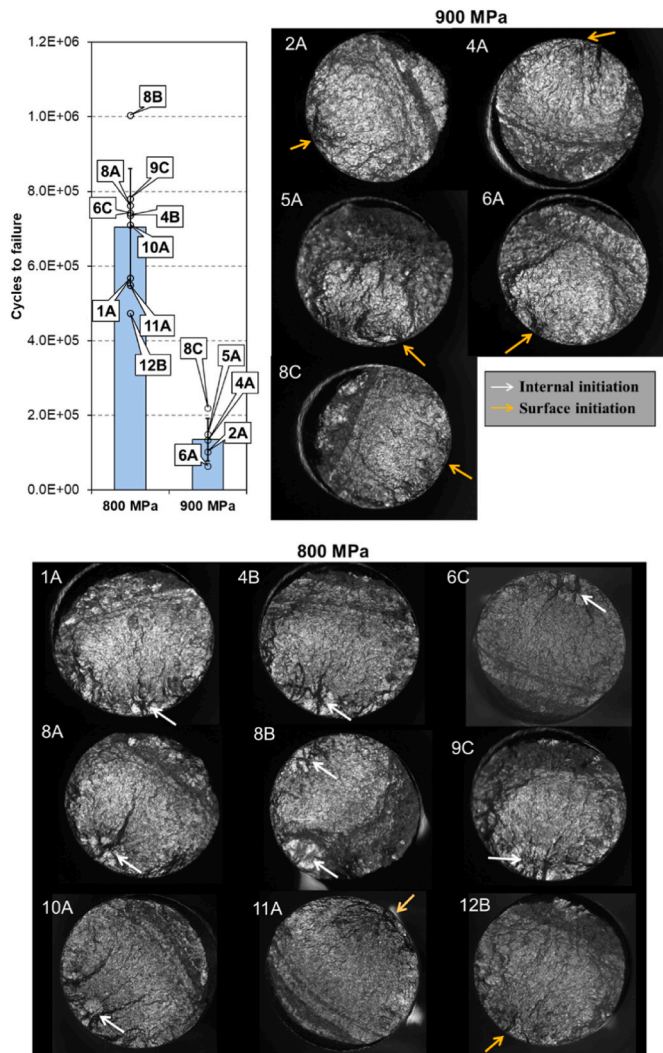 900 MPa
1.2E+06
1.0E+06
8.0E+05
6.0E+05
4.0E+05
2.0E+05
0.0E+00
Cycles to failure
8B
8A
9C
6C
4B
10A
1A
11A
12B
8C
5A
4A
2A
6A
800 MPa
900 MPa
2A
4A
5A
6A
8C
Internal initiation
Surface initiation
800 MPa
1A
4B
6C
8A
8B
9C
10A
11A
12B